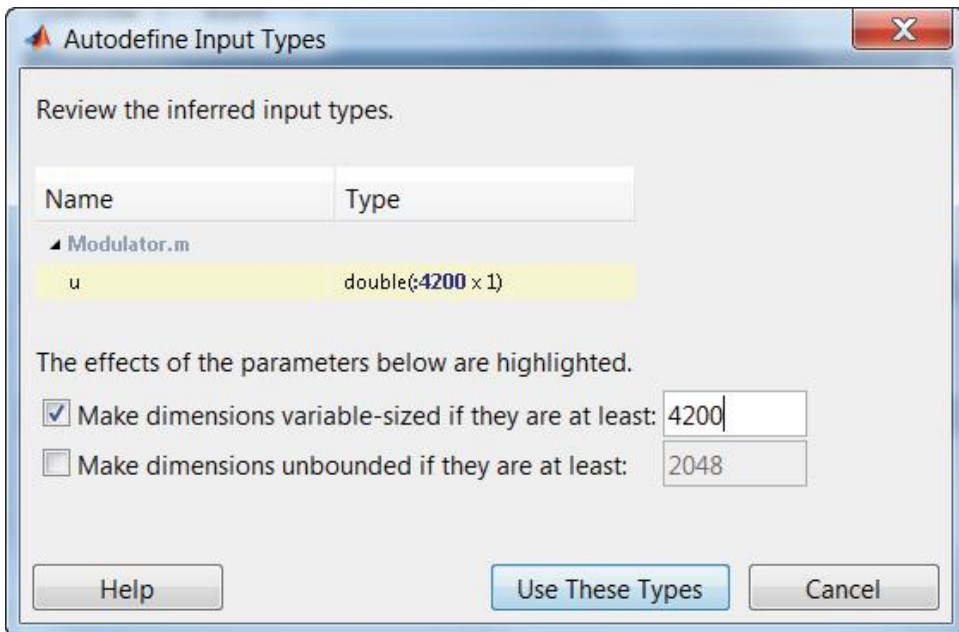 Autodefine Input Types
Review the inferred input types.
Name Type
Modulator.m
u double(:4200 x 1)
The effects of the parameters below are highlighted.
Make dimensions variable-sized if they are at least: 4200
Make dimensions unbounded if they are at least: 2048
Help Use These Types Cancel